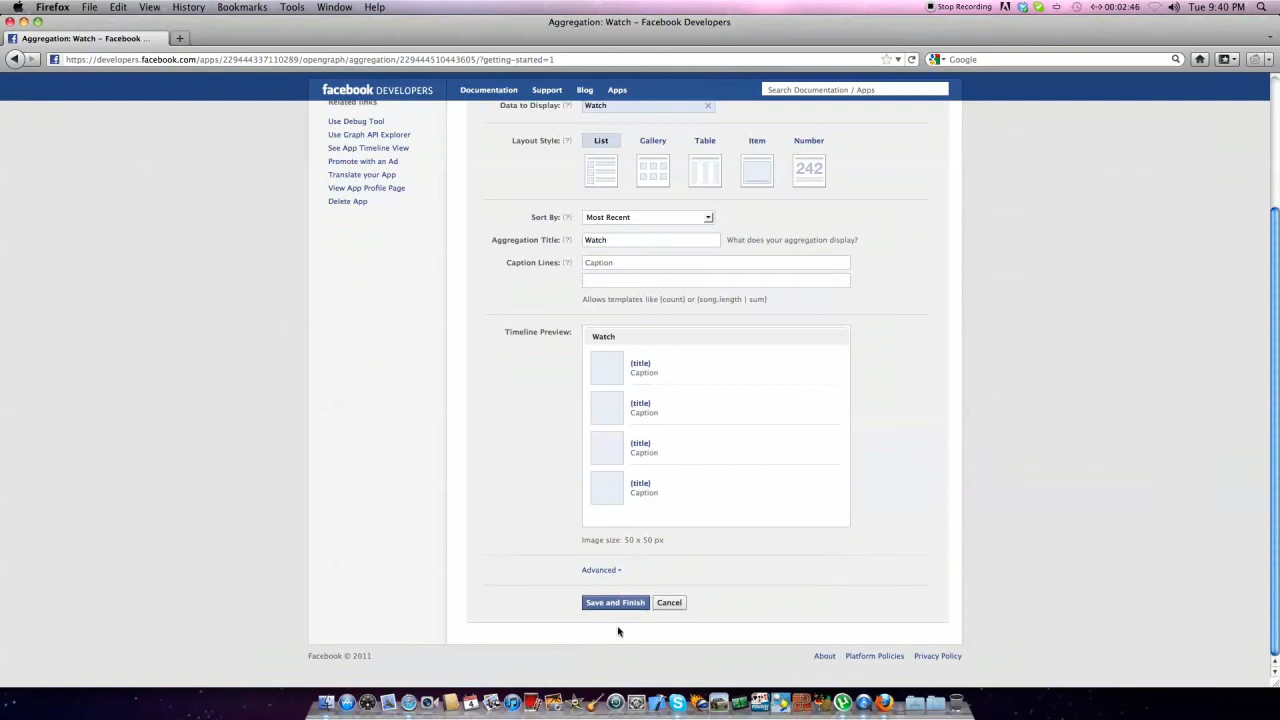 Firefox File Edit View History Bookmarks Tools Window Help Stop Recording 00:02:46 Tue 9:40 PM
Aggregation: Watch – Facebook Developers
Aggregation: Watch – Facebook ...
https://developers.facebook.com/apps/229444337110289/opengraph/aggregation/229444510443605/?getting-started=1 Google
facebook DEVELOPERS Documentation Support Blog Apps Search Documentation / Apps
Related links
Data to Display: [?] Watch
Use Debug Tool
Use Graph API Explorer
Layout Style: [?] List Gallery Table Item Number
See App Timeline View
Promote with an Ad
242
Translate your App
View App Profile Page
Delete App
Sort By: [?] Most Recent
Aggregation Title: [?] Watch What does your aggregation display?
Caption Lines: [?] Caption
Allows templates like {count} or {song.length | sum}
Timeline Preview:
Watch
{title}
Caption
{title}
Caption
{title}
Caption
{title}
Caption
Image size: 50 x 50 px
Advanced
Save and Finish Cancel
Facebook © 2011 About Platform Policies Privacy Policy